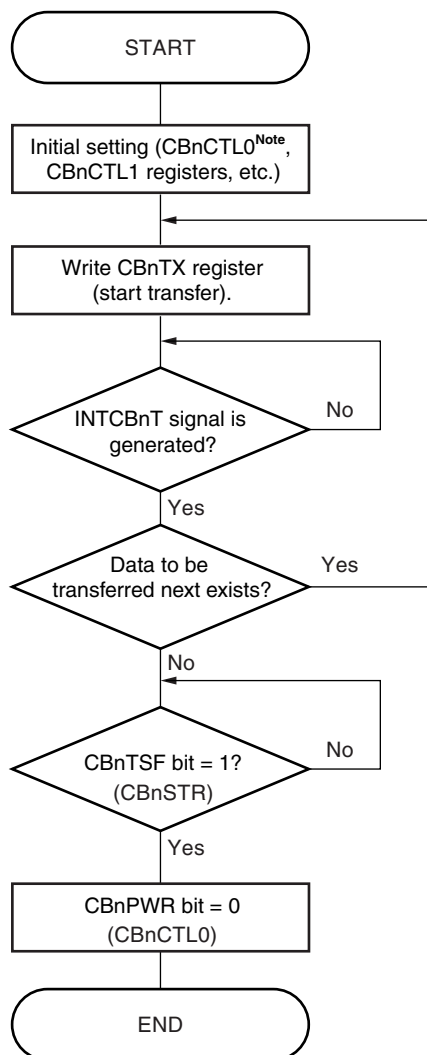 START
Initial setting (CBnCTL0Note,
CBnCTL1 registers, etc.)
Write CBnTX register
(start transfer).
INTCBnT signal is
generated?
No
Yes
Data to be
transferred next exists?
Yes
No
CBnTSF bit = 1?
(CBnSTR)
No
Yes
CBnPWR bit = 0
(CBnCTL0)
END